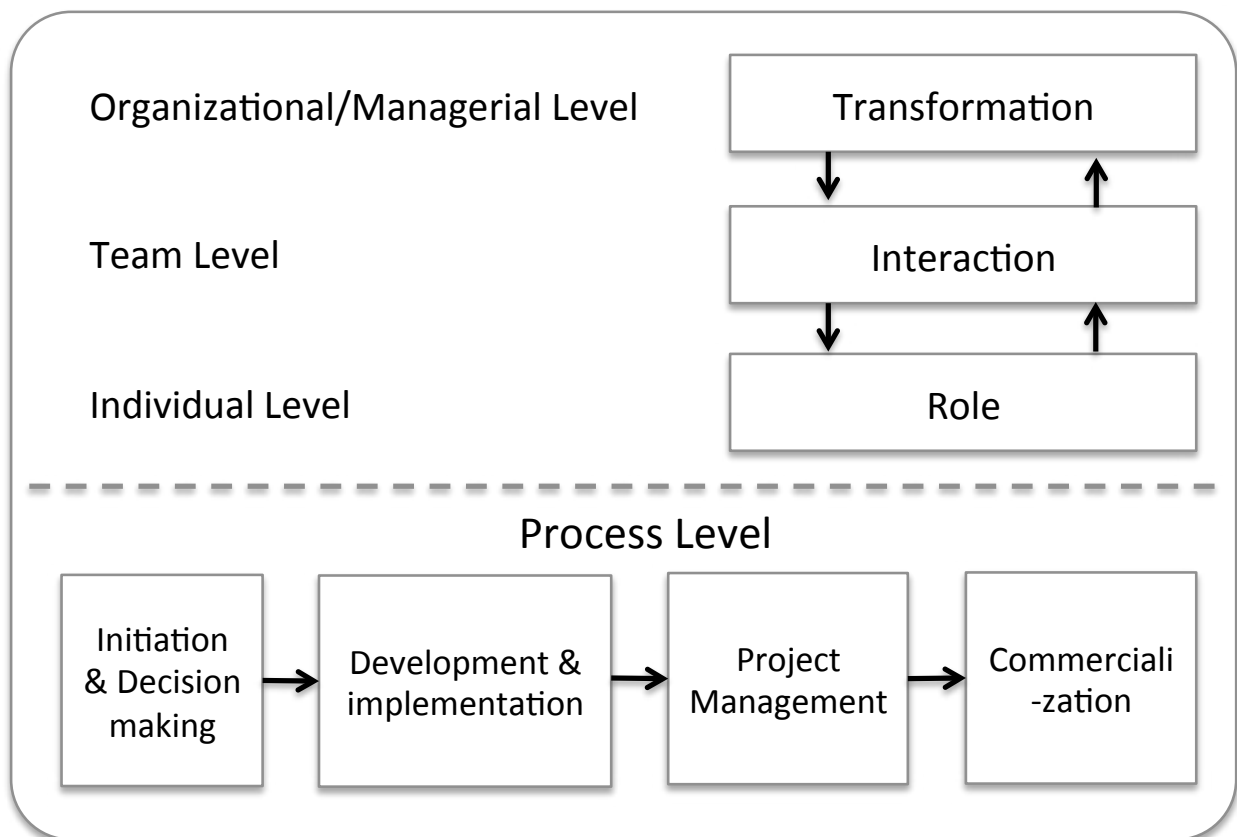 Organizational/Managerial Level
Transformation
Team Level
Interaction
Individual Level
Role
Process Level
Initiation
& Decision
making
Development &
implementation
Project
Management
Commerciali
-zation